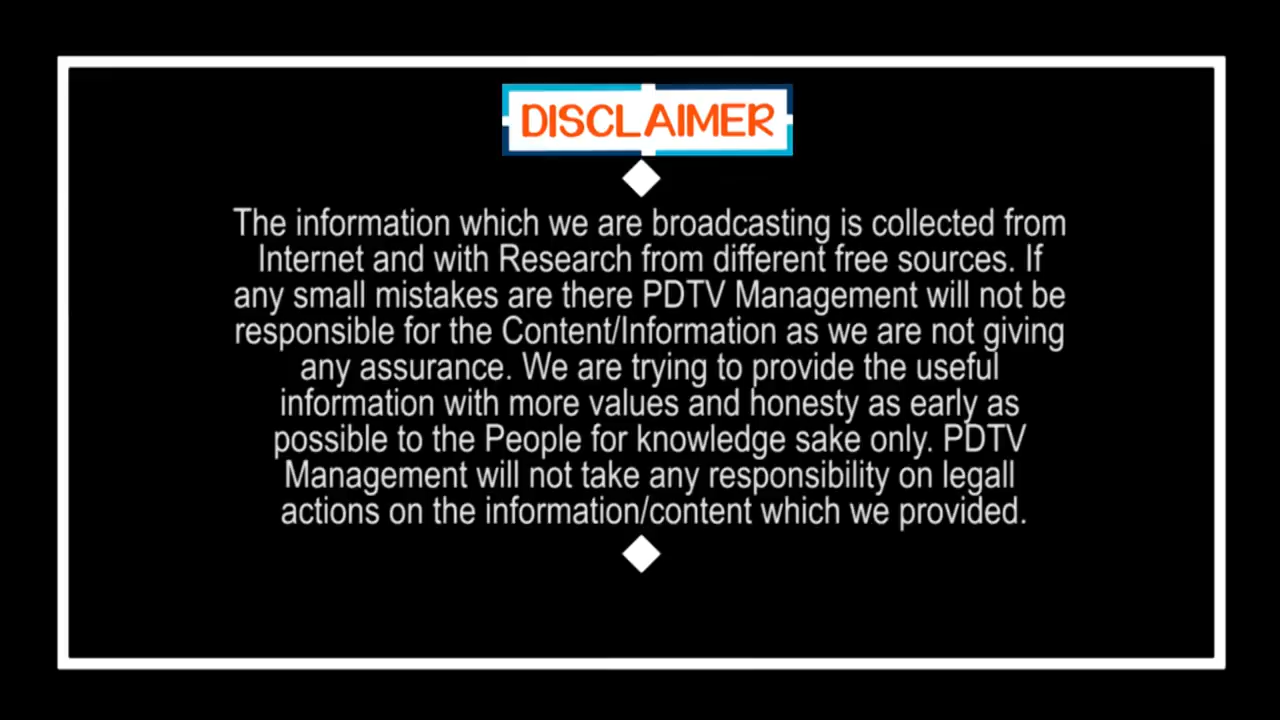 DISCLAIMER
The information which we are broadcasting is collected from
Internet and with Research from different free sources. If
any small mistakes are there PDTV Management will not be
responsible for the Content/Information as we are not giving
any assurance. We are trying to provide the useful
information with more values and honesty as early as
possible to the People for knowledge sake only. PDTV
Management will not take any responsibility on legall
actions on the information/content which we provided.